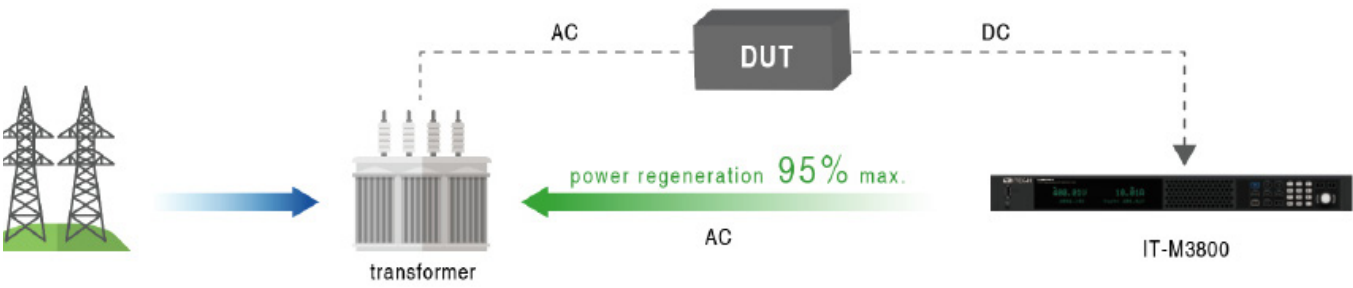 AC
DUT
DC
power regeneration 95% max.
AC
IT-M3800
transformer